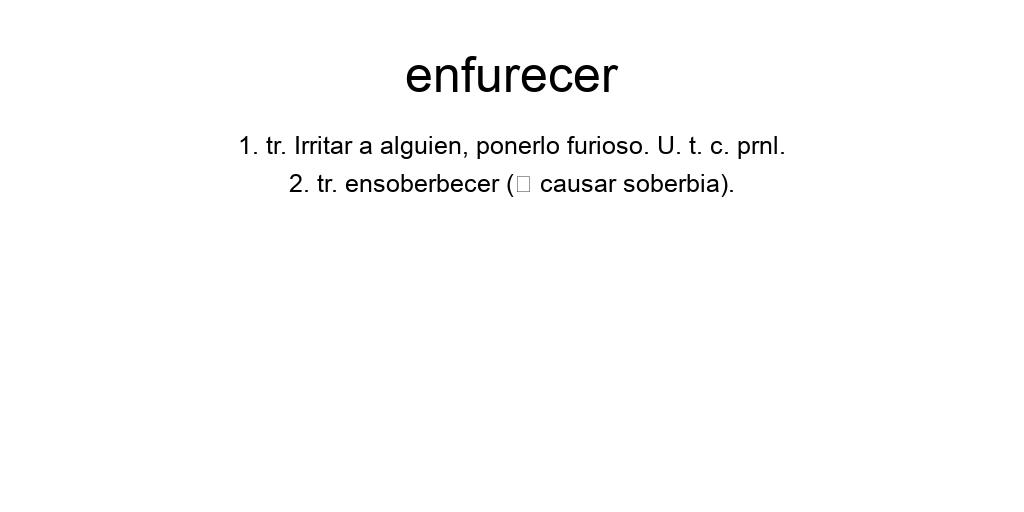 enfurecer
1. tr. Irritar a alguien, ponerlo furioso. U. t. c. prnl.
2. tr. ensoberbecer (□ causar soberbia).